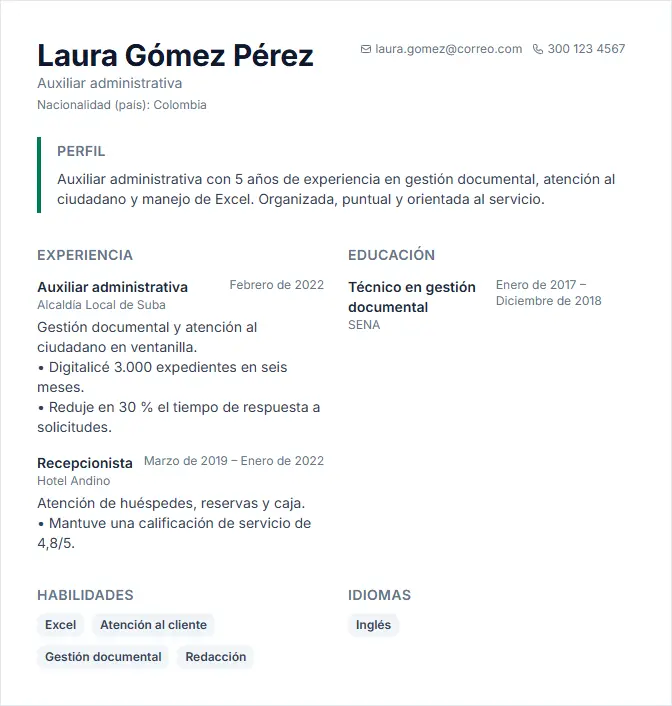 Laura Gómez Pérez
laura.gomez@correo.com 300 123 4567
Auxiliar administrativa
Nacionalidad (país): Colombia
PERFIL
Auxiliar administrativa con 5 años de experiencia en gestión documental, atención al
ciudadano y manejo de Excel. Organizada, puntual y orientada al servicio.
EXPERIENCIA
Auxiliar administrativa Febrero de 2022
Alcaldía Local de Suba
Gestión documental y atención al
ciudadano en ventanilla.
• Digitalicé 3.000 expedientes en seis
meses.
• Reduje en 30 % el tiempo de respuesta a
solicitudes.
Recepcionista Marzo de 2019 – Enero de 2022
Hotel Andino
Atención de huéspedes, reservas y caja.
• Mantuve una calificación de servicio de
4,8/5.
EDUCACIÓN
Técnico en gestión Enero de 2017 –
documental Diciembre de 2018
SENA
HABILIDADES
Excel Atención al cliente
Gestión documental Redacción
IDIOMAS
Inglés